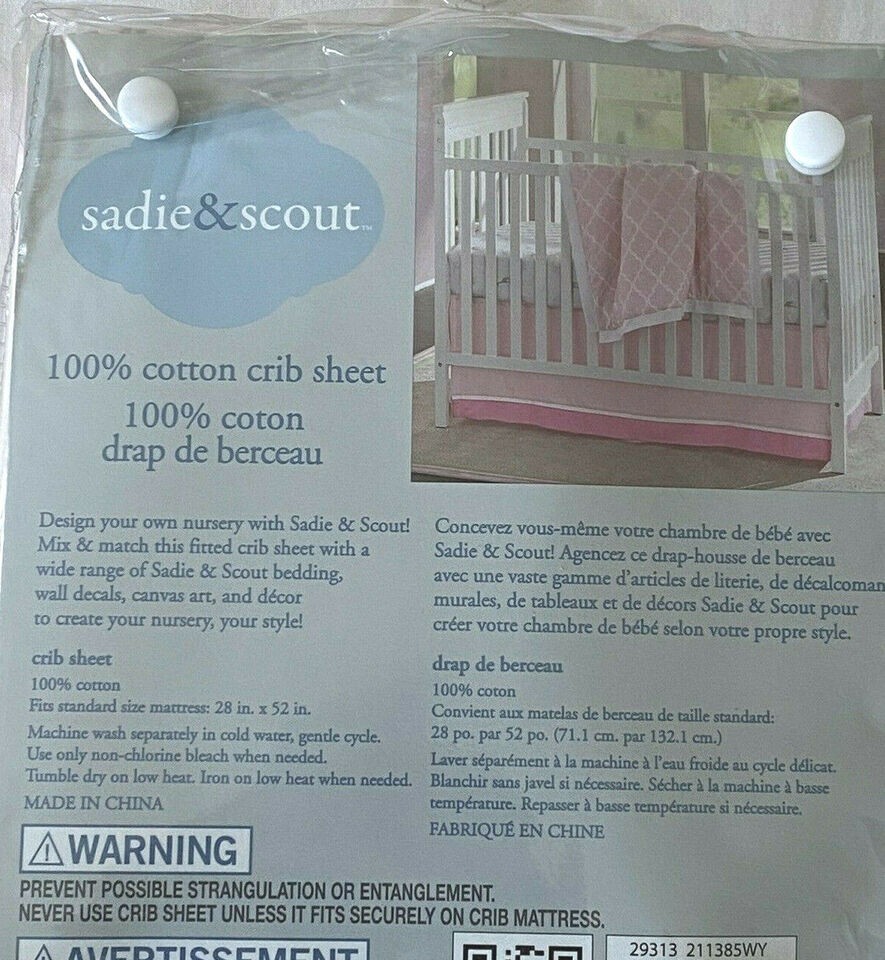 sadie&scout™
100% cotton crib sheet
100% coton
drap de berceau
Design your own nursery with Sadie & Scout!
Mix & match this fitted crib sheet with a
wide range of Sadie & Scout bedding,
wall decals, canvas art, and décor
to create your nursery, your style!
crib sheet
100% cotton
Fits standard size mattress: 28 in. x 52 in.
Machine wash separately in cold water, gentle cycle.
Use only non-chlorine bleach when needed.
Tumble dry on low heat. Iron on low heat when needed.
MADE IN CHINA
Concevez vous-même votre chambre de bébé avec
Sadie & Scout! Agencez ce drap-housse de berceau
avec une vaste gamme d'articles de literie, de décalcoman
murales, de tableaux et de décors Sadie & Scout pour
créer votre chambre de bébé selon votre propre style.
drap de berceau
100% coton
Convient aux matelas de berceau de taille standard:
28 po. par 52 po. (71.1 cm. par 132.1 cm.)
Laver séparément à la machine à l'eau froide au cycle délicat.
Blanchir sans javel si nécessaire. Sécher à la machine à basse
température. Repasser à basse température si nécessaire.
FABRIQUÉ EN CHINE
⚠WARNING
PREVENT POSSIBLE STRANGULATION OR ENTANGLEMENT.
NEVER USE CRIB SHEET UNLESS IT FITS SECURELY ON CRIB MATTRESS.
⚠AVERTISSEMENT
29313 211385WY